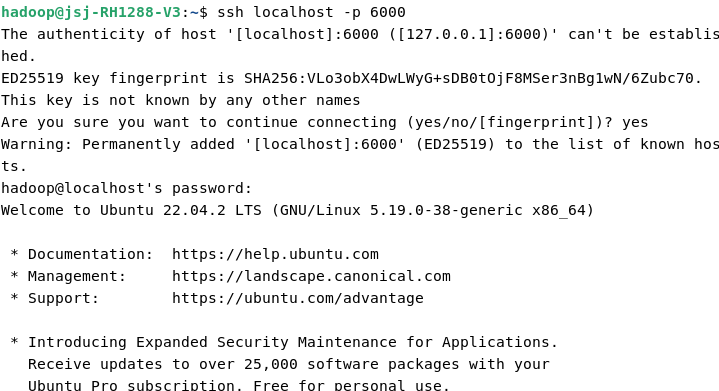 hadoop@jsj-RH1288-V3:~$ ssh localhost -p 6000
The authenticity of host '[localhost]:6000 ([127.0.0.1]:6000)' can't be establis
hed.
ED25519 key fingerprint is SHA256:VLo3obX4DwLWyG+sDB0tOjF8MSer3nBg1wN/6Zubc70.
This key is not known by any other names
Are you sure you want to continue connecting (yes/no/[fingerprint])? yes
Warning: Permanently added '[localhost]:6000' (ED25519) to the list of known hos
ts.
hadoop@localhost's password:
Welcome to Ubuntu 22.04.2 LTS (GNU/Linux 5.19.0-38-generic x86_64)

 * Documentation:  https://help.ubuntu.com
 * Management:     https://landscape.canonical.com
 * Support:        https://ubuntu.com/advantage

 * Introducing Expanded Security Maintenance for Applications.
   Receive updates to over 25,000 software packages with your
   Ubuntu Pro subscription. Free for personal use.